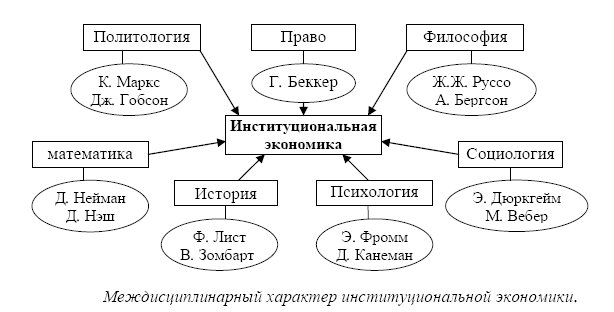 Политология
Право
Философия
К. Маркс
Дж. Гобсон
Г. Беккер
Ж.Ж. Руссо
А. Бергсон
Институциональная
экономика
математика
Социология
Д. Нейман
Д. Нэш
История
Психология
Э. Дюркгейм
М. Вебер
Ф. Лист
В. Зомбарт
Э. Фромм
Д. Канеман
Междисциплинарный характер институциональной экономики.